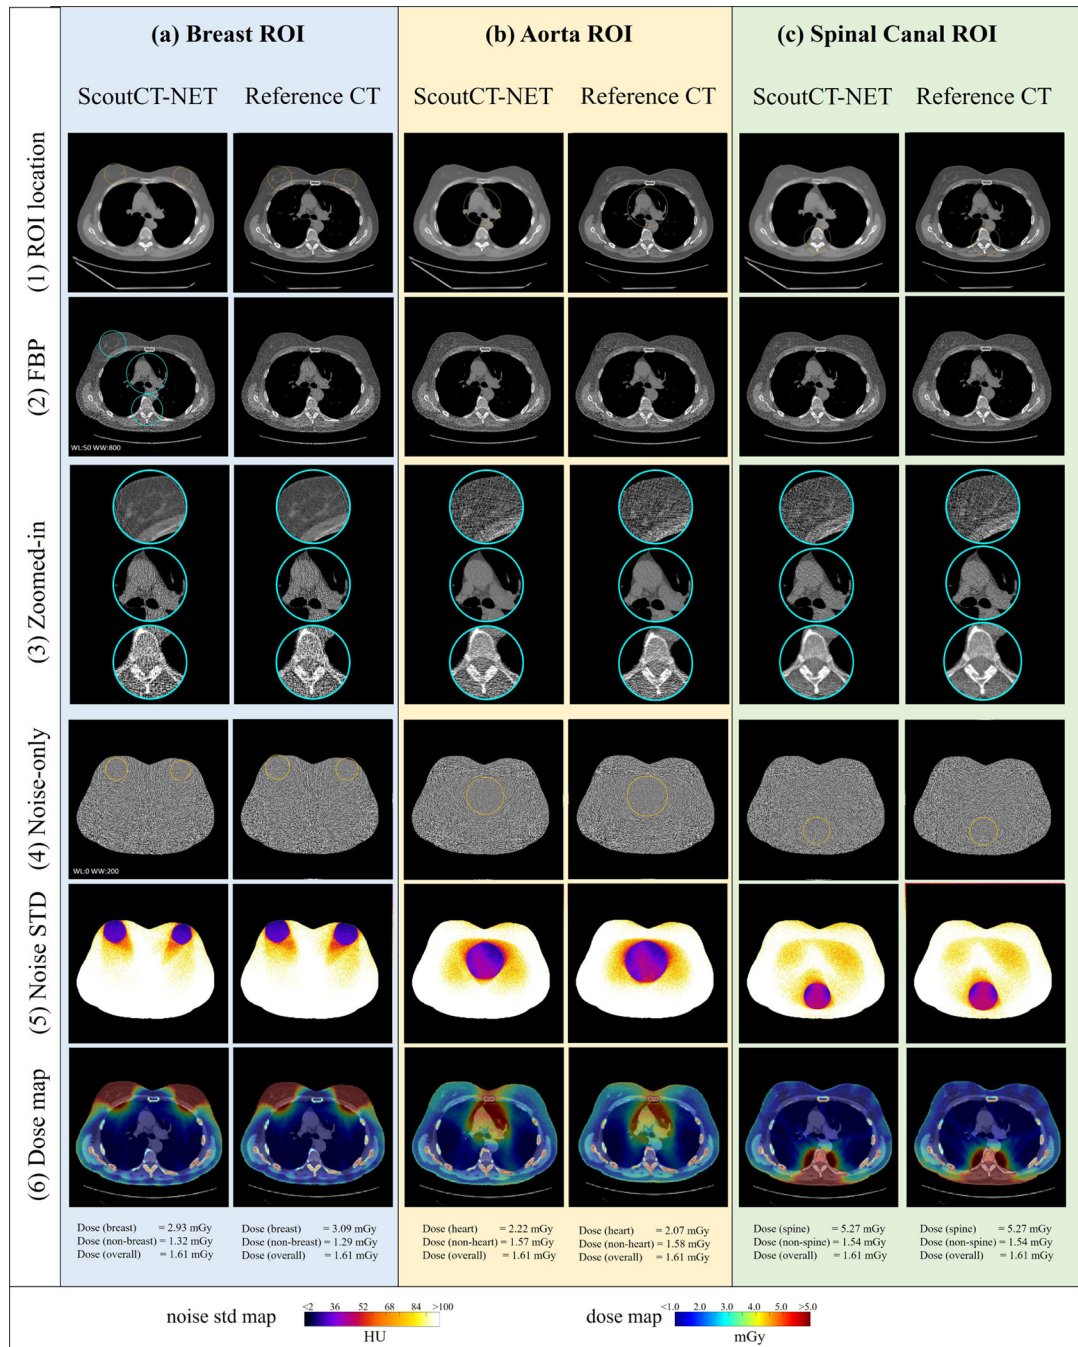 (a) Breast ROI
(b) Aorta ROI
(c) Spinal Canal ROI
ScoutCT-NET
Reference CT
ScoutCT-NET
Reference CT
ScoutCT-NET
Reference CT
(1) ROI location
(2) FBP
WL:50 WW:800
(3) Zoomed-in
(4) Noise-only
WL:0 WW:200
(5) Noise STD
(6) Dose map
Dose (breast) = 2.93 mGy
Dose (non-breast) = 1.32 mGy
Dose (overall) = 1.61 mGy
Dose (breast) = 3.09 mGy
Dose (non-breast) = 1.29 mGy
Dose (overall) = 1.61 mGy
Dose (heart) = 2.22 mGy
Dose (non-heart) = 1.57 mGy
Dose (overall) = 1.61 mGy
Dose (heart) = 2.07 mGy
Dose (non-heart) = 1.58 mGy
Dose (overall) = 1.61 mGy
Dose (spine) = 5.27 mGy
Dose (non-spine) = 1.54 mGy
Dose (overall) = 1.61 mGy
Dose (spine) = 5.27 mGy
Dose (non-spine) = 1.54 mGy
Dose (overall) = 1.61 mGy
noise std map
<2 36 52 68 84 >100
HU
dose map
<1.0 2.0 3.0 4.0 >5.0
mGy